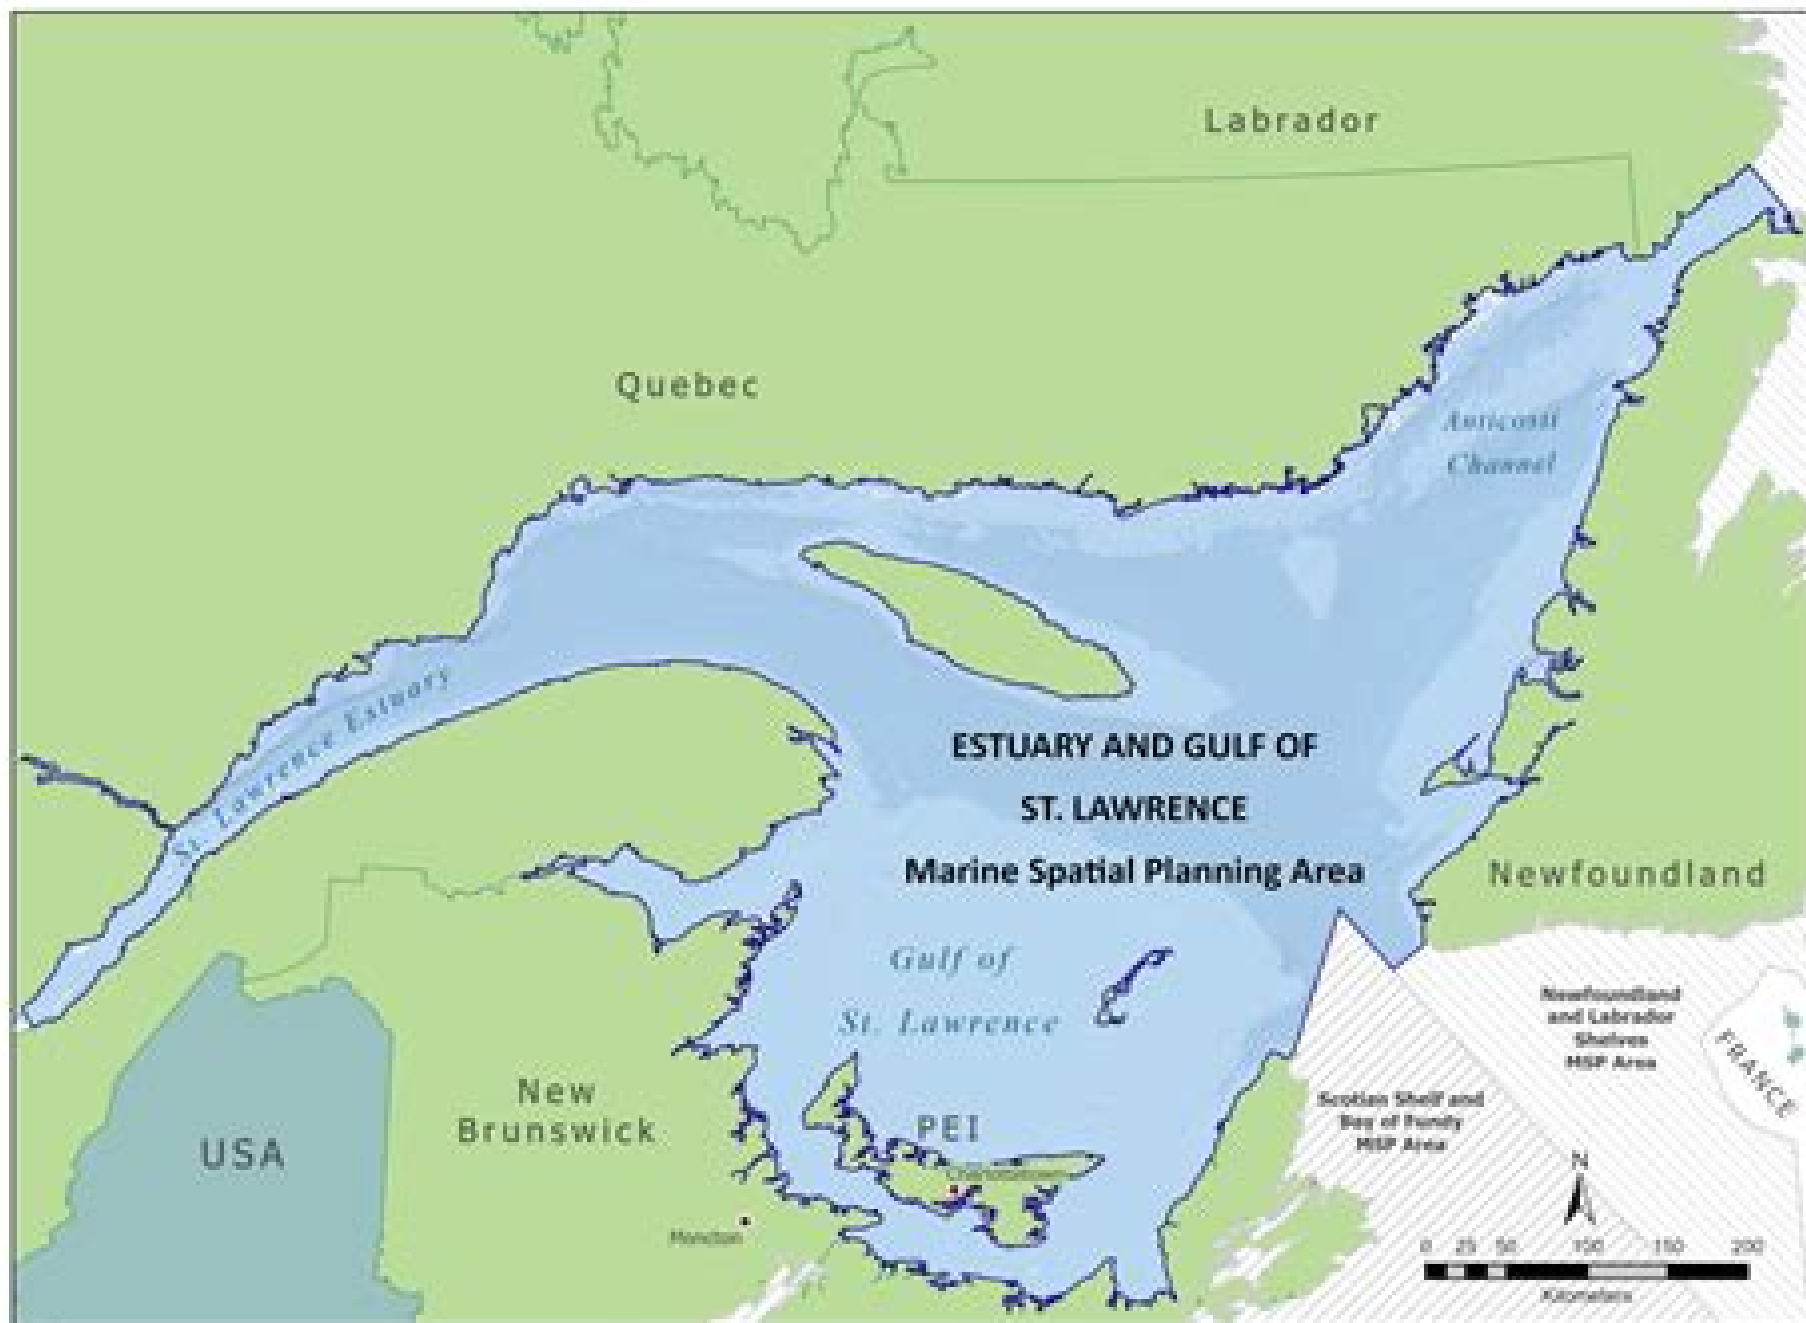 Labrador
Quebec
Anticosti
Channel
St. Lawrence Estuary
ESTUARY AND GULF OF
ST. LAWRENCE
Marine Spatial Planning Area
Newfoundland
Gulf of
St. Lawrence
Newfoundland
and Labrador
Shelves
MSP Area
FRANCE
New
Brunswick
PEI
Scotian Shelf and
Bay of Fundy
MSP Area
USA
Charlottetown
Moncton
N
0 25 50 100 150 200
Kilometers